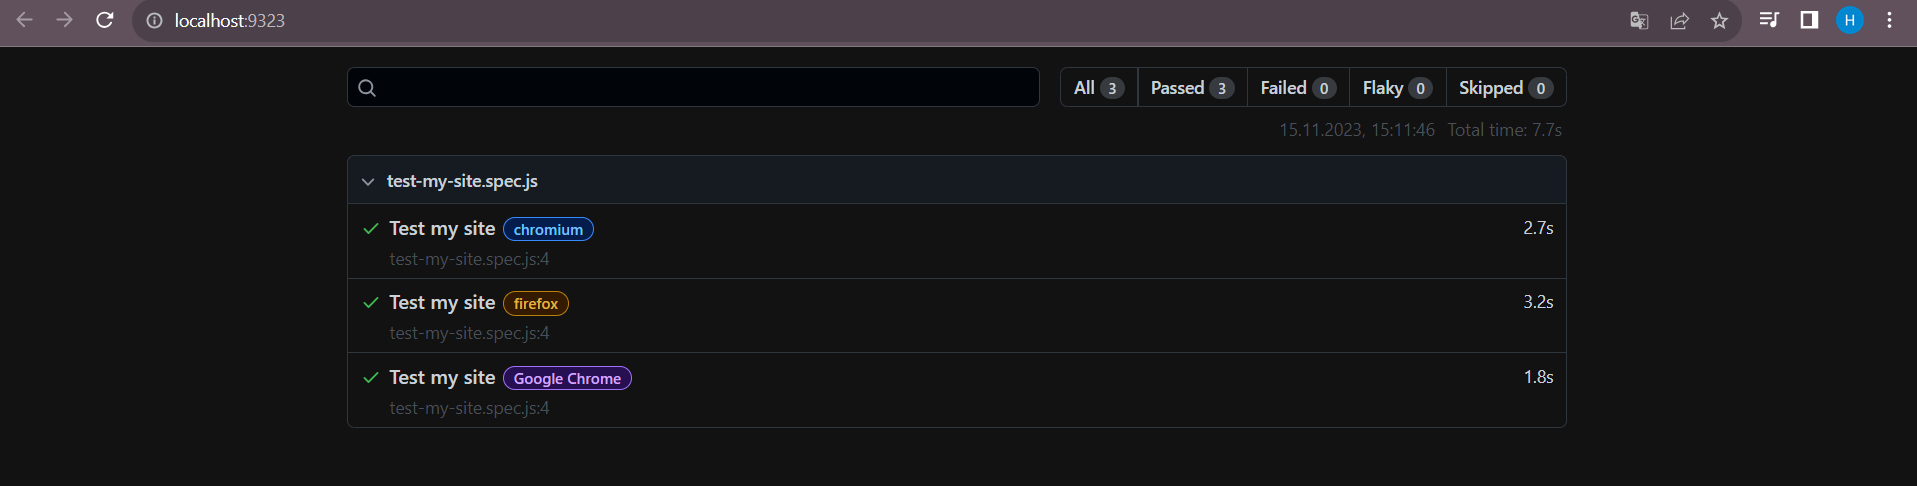 localhost:9323
H
All 3 Passed 3 Failed 0 Flaky 0 Skipped 0
15.11.2023, 15:11:46 Total time: 7.7s
test-my-site.spec.js
Test my site chromium 2.7s
test-my-site.spec.js:4
Test my site firefox 3.2s
test-my-site.spec.js:4
Test my site Google Chrome 1.8s
test-my-site.spec.js:4